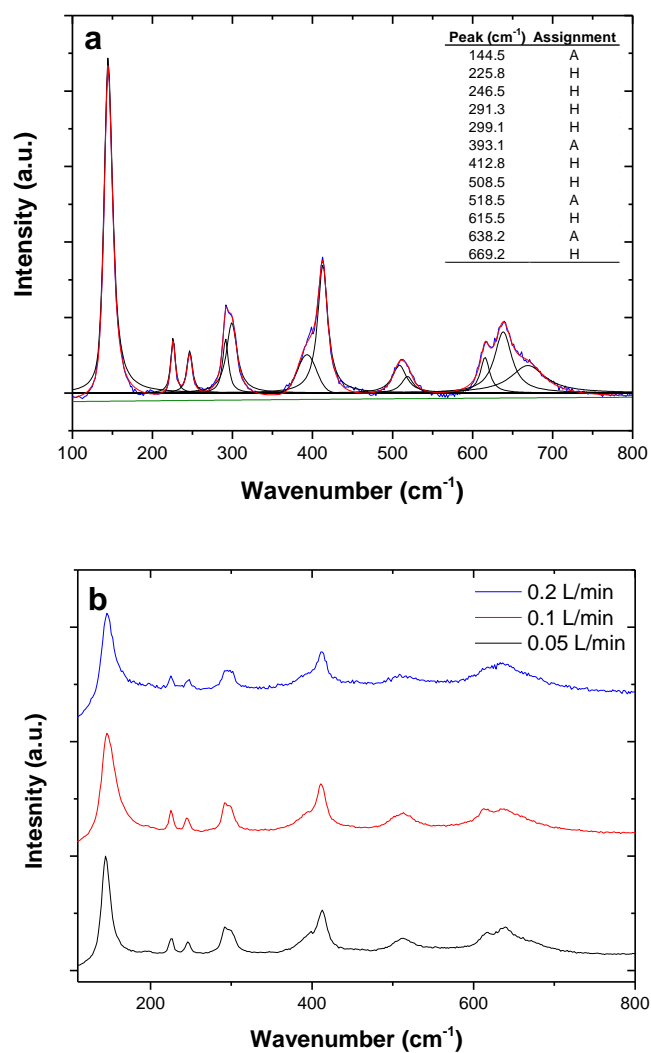 a
Peak (cm⁻¹) Assignment
144.5 A
225.8 H
246.5 H
291.3 H
299.1 H
393.1 A
412.8 H
508.5 H
518.5 A
615.5 H
638.2 A
669.2 H
Intensity (a.u.)
100 200 300 400 500 600 700 800
Wavenumber (cm⁻¹)
b
0.2 L/min
0.1 L/min
0.05 L/min
Intesnity (a.u.)
200 400 600 800
Wavenumber (cm⁻¹)